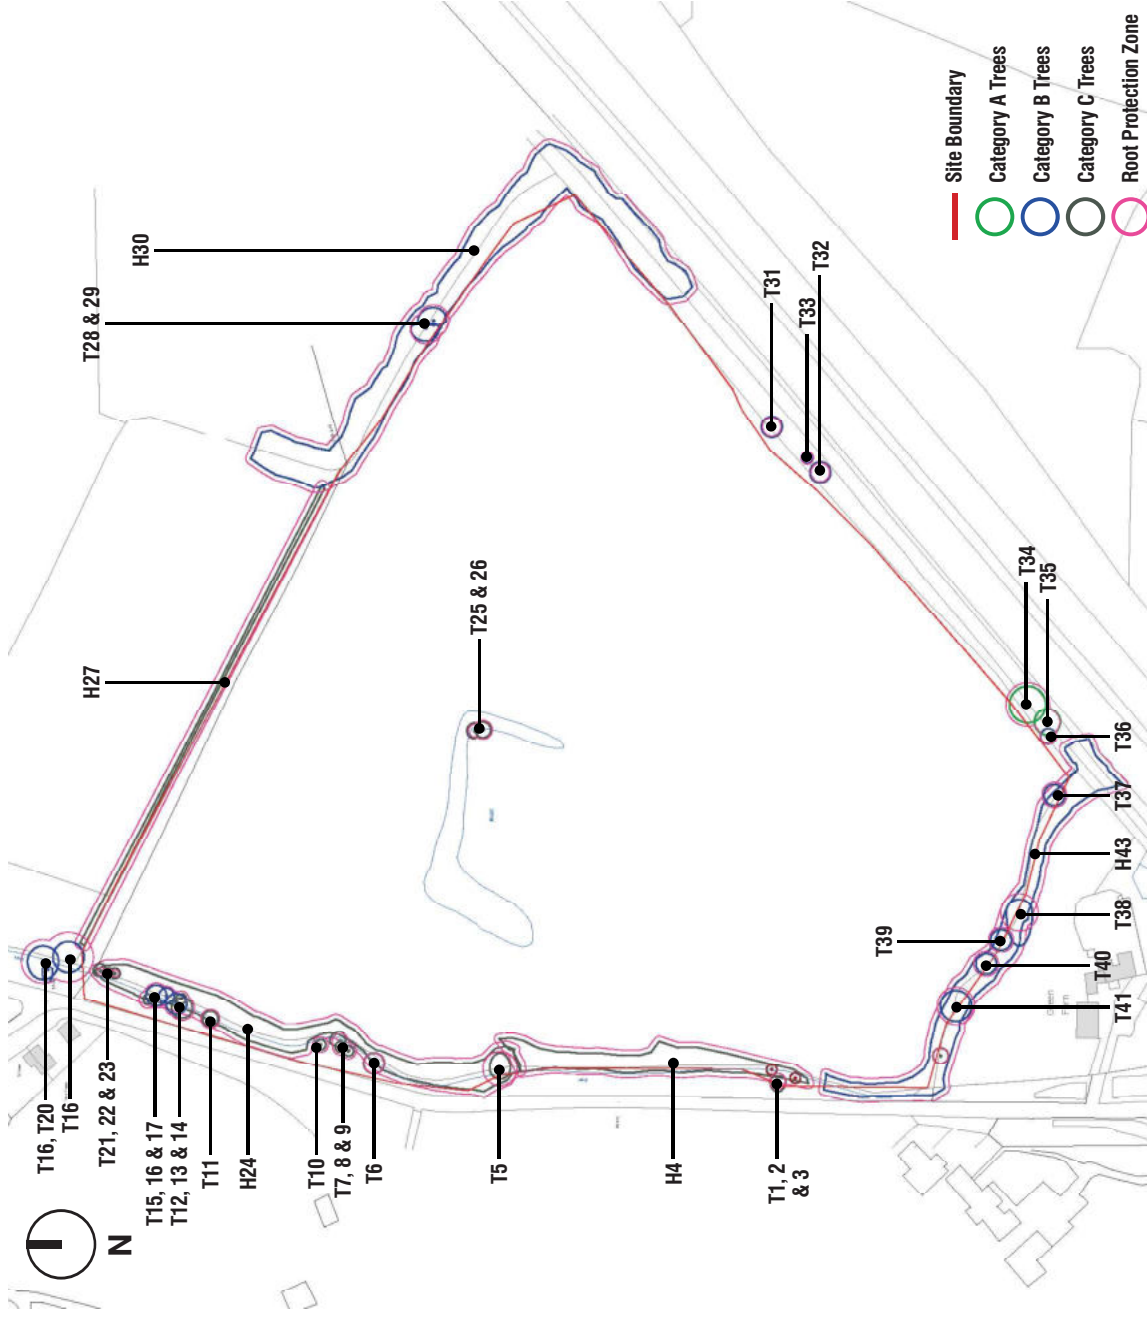 H30
T28 & 29
H27
T16, T20
T16
T21, 22 & 23
T15, 16 & 17
T12, 13 & 14
T11
H24
T10
T7, 8 & 9
T6
T5
H4
T1, 2
& 3
N
T25 & 26
T31
T33
T32
T34
T35
T36
T37
H43
T38
T39
T40
T41
Green
Farm
Site Boundary
Category A Trees
Category B Trees
Category C Trees
Root Protection Zone